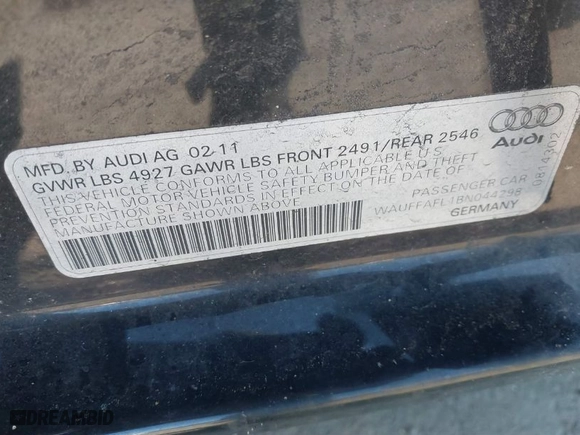 MFD. BY AUDI AG 02 11
GVWR LBS 4927 GAWR LBS FRONT 2491/REAR 2546
THIS VEHICLE CONFORMS TO ALL APPLICABLE U.S.
FEDERAL MOTOR VEHICLE SAFETY, BUMPER AND THEFT
PREVENTION STANDARDS IN EFFECT ON THE DATE OF
MANUFACTURE SHOWN ABOVE
PASSENGER CAR
WAUFFAFL1BN044298
GERMANY
Audi
DREAMBID